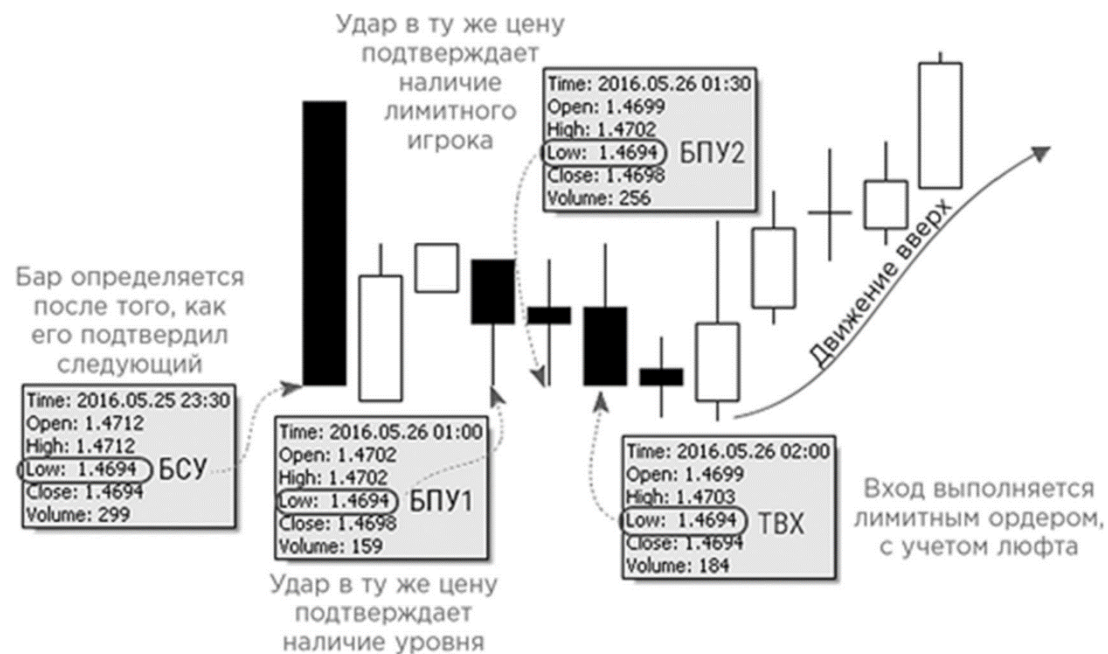 Удар в ту же цену
подтверждает
наличие
лимитного
игрока
Time: 2016.05.26 01:30
Open: 1.4699
High: 1.4702
Low: 1.4694
БПУ2
Close: 1.4698
Volume: 256
Движение вверх
Бар определяется
после того, как
его подтвердил
следующий
Time: 2016.05.25 23:30
Open: 1.4712
High: 1.4712
Low: 1.4694
БСУ
Close: 1.4694
Volume: 299
Time: 2016.05.26 01:00
Open: 1.4702
High: 1.4702
Low: 1.4694
БПУ1
Close: 1.4698
Volume: 159
Удар в ту же цену
подтверждает
наличие уровня
Time: 2016.05.26 02:00
Open: 1.4699
High: 1.4703
Low: 1.4694
ТВХ
Close: 1.4694
Volume: 184
Вход выполняется
лимитным ордером,
с учетом люфта